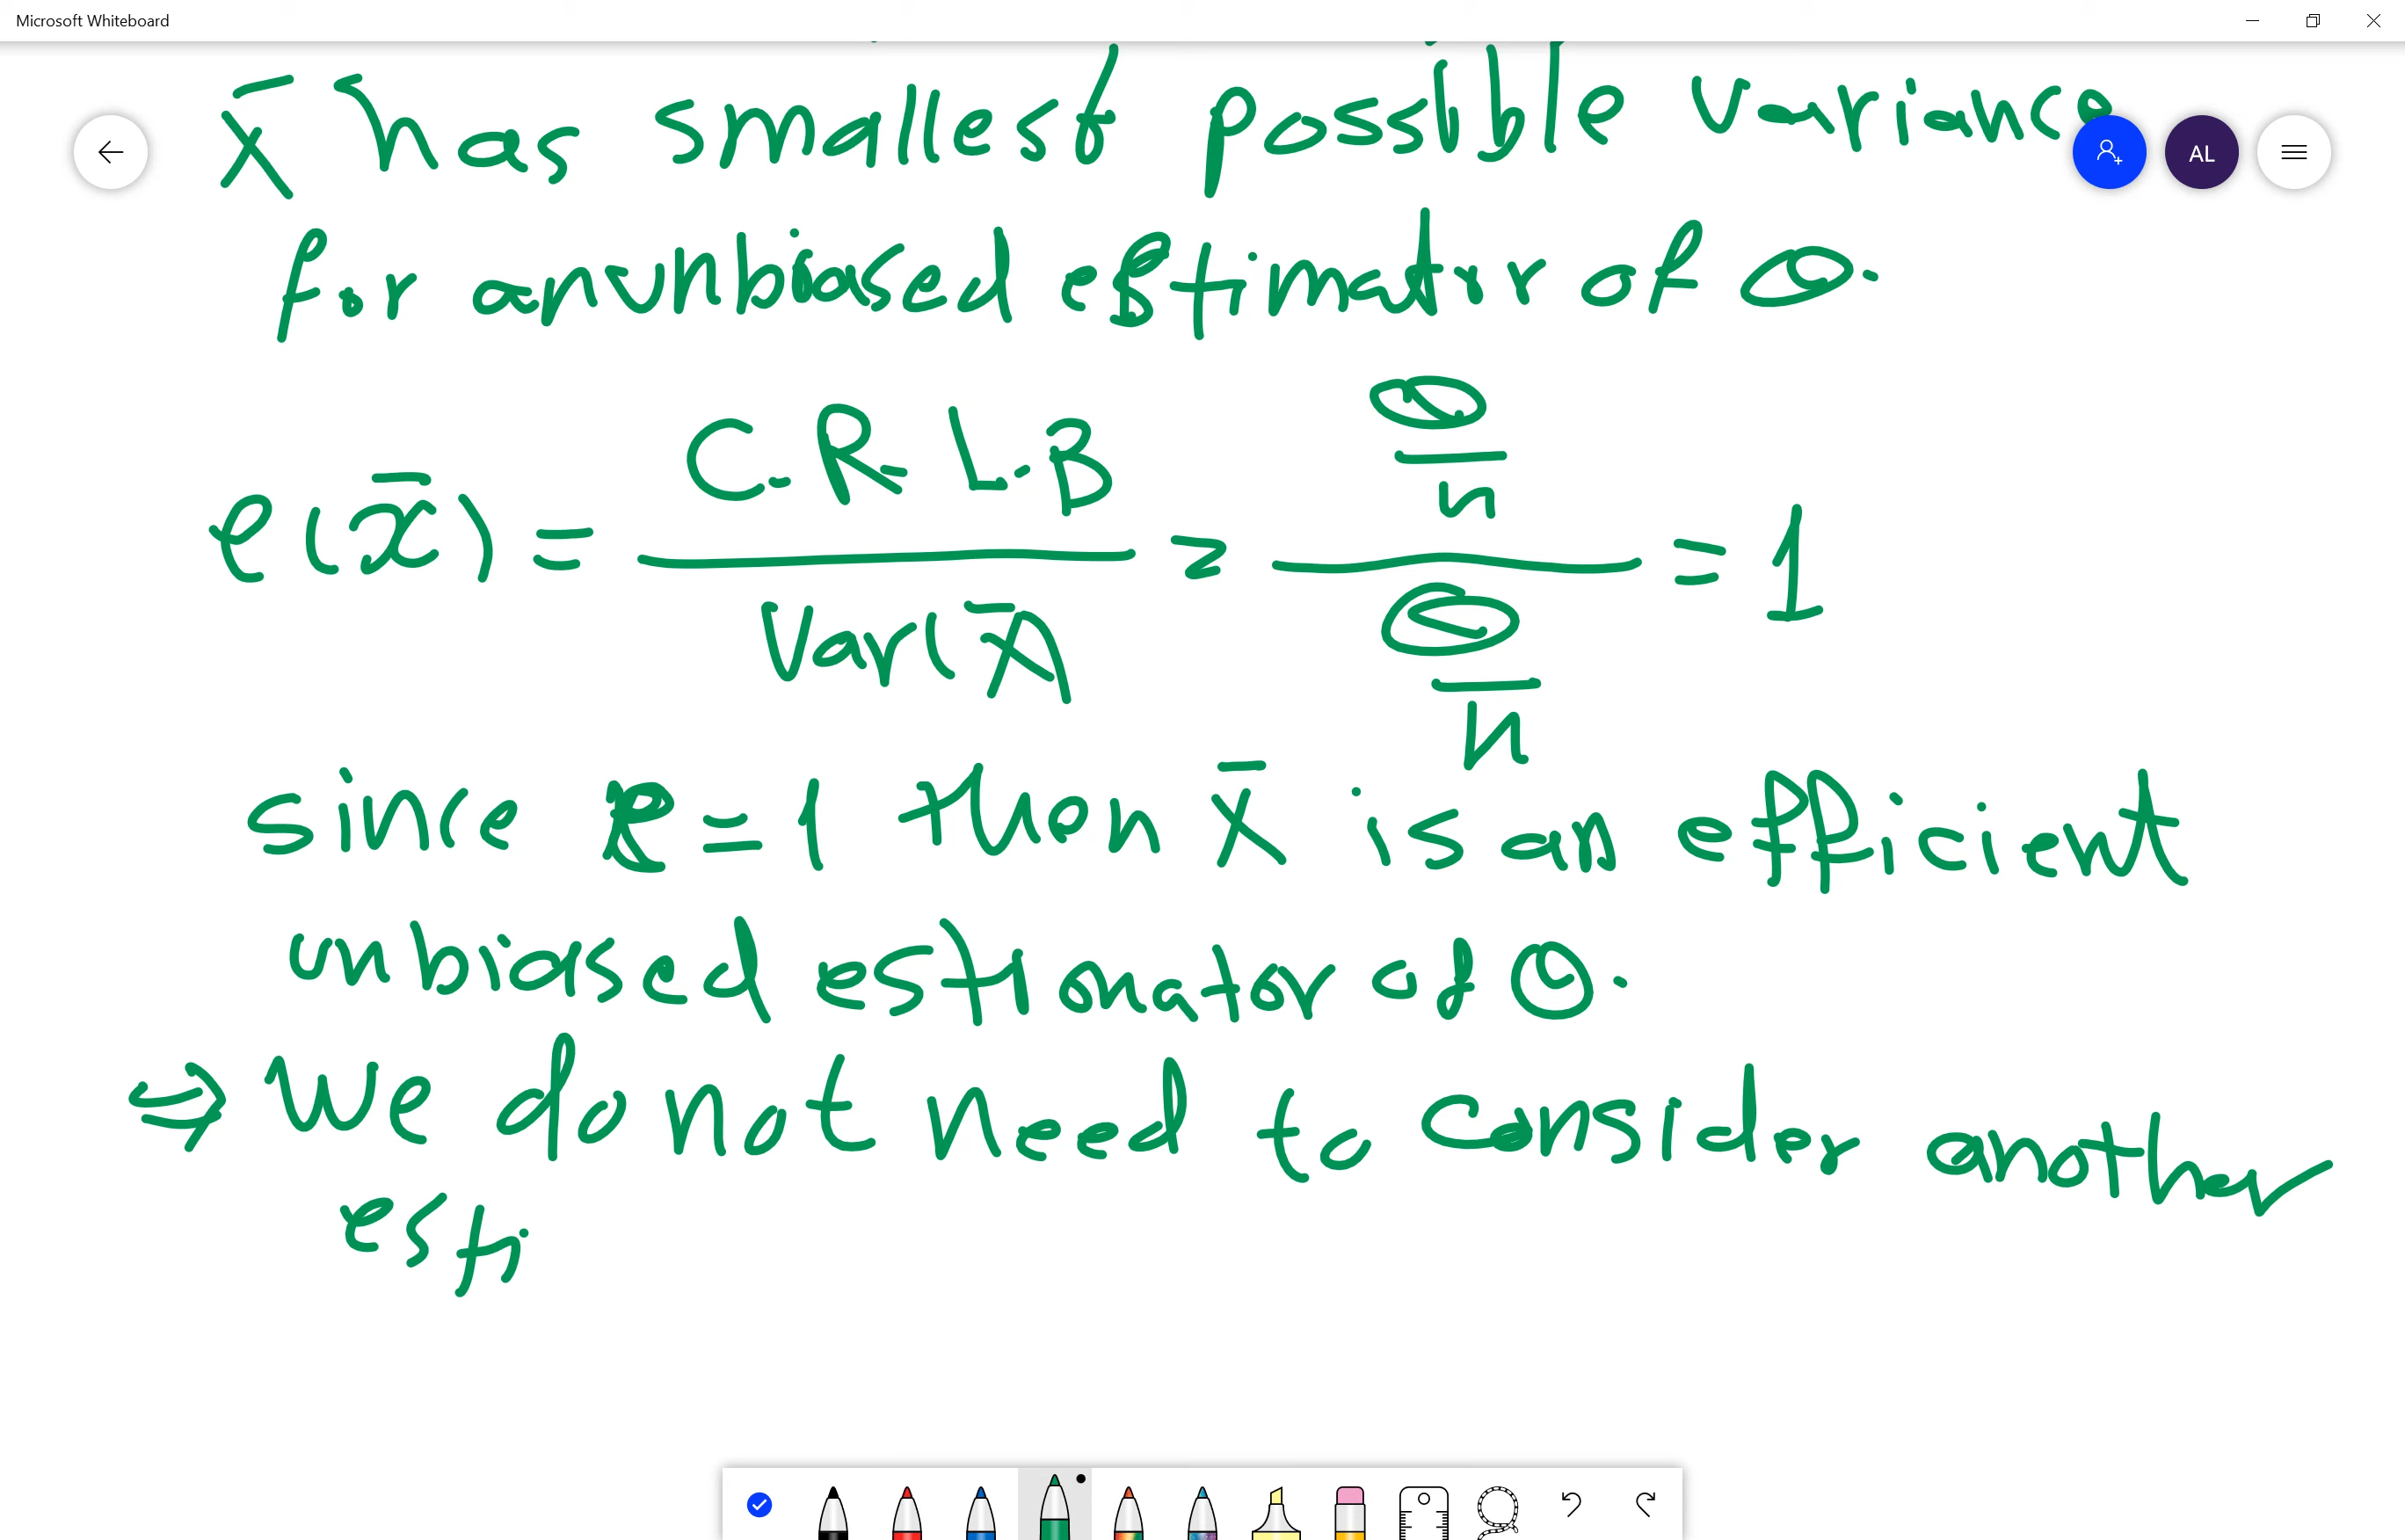 Microsoft Whiteboard
x̄ has smallest possible variance
AL
for an unbiased estimator of θ.
e(x̄) = C.R.L.B / Var(x̄) = (θ/n) / (θ/n) = 1
since e = 1 then x̄ is an efficient
unbiased estimator of θ.
⇒ We do not need to consider another
esti